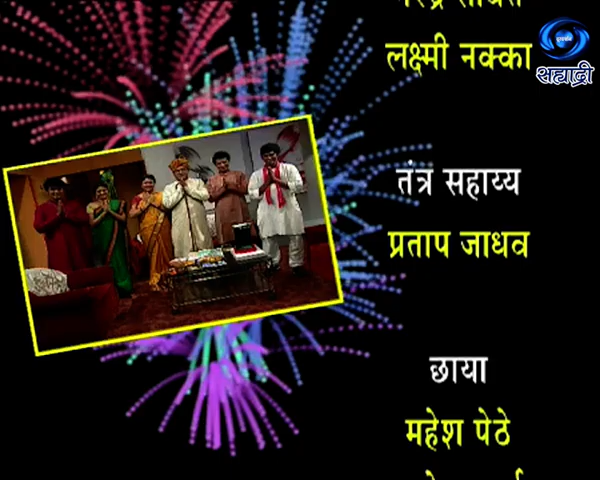 लक्ष्मी नक्का
सह्याद्री
तंत्र सहाय्य
प्रताप जाधव
छाया
महेश पेठे